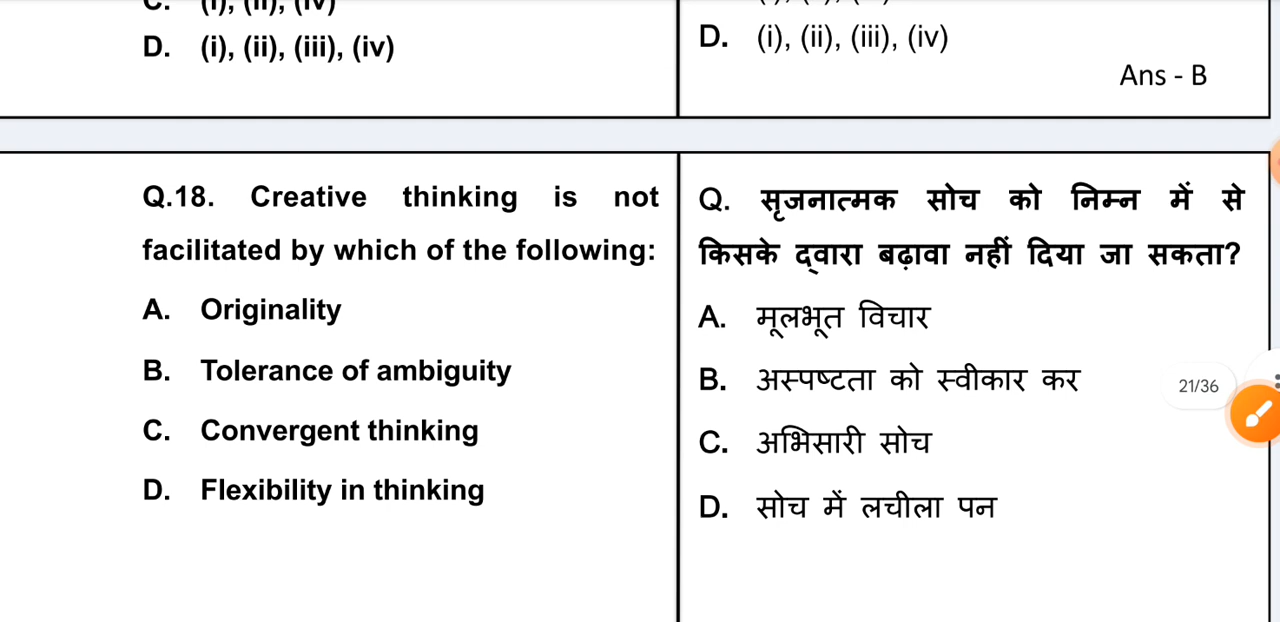 C. (i), (ii), (iv)
D. (i), (ii), (iii), (iv)
D. (i), (ii), (iii), (iv)
Ans - B
Q.18. Creative thinking is not
facilitated by which of the following:
A. Originality
B. Tolerance of ambiguity
C. Convergent thinking
D. Flexibility in thinking
Q. सृजनात्मक सोच को निम्न में से
किसके द्वारा बढ़ावा नहीं दिया जा सकता?
A. मूलभूत विचार
B. अस्पष्टता को स्वीकार कर
C. अभिसारी सोच
D. सोच में लचीला पन
21/36